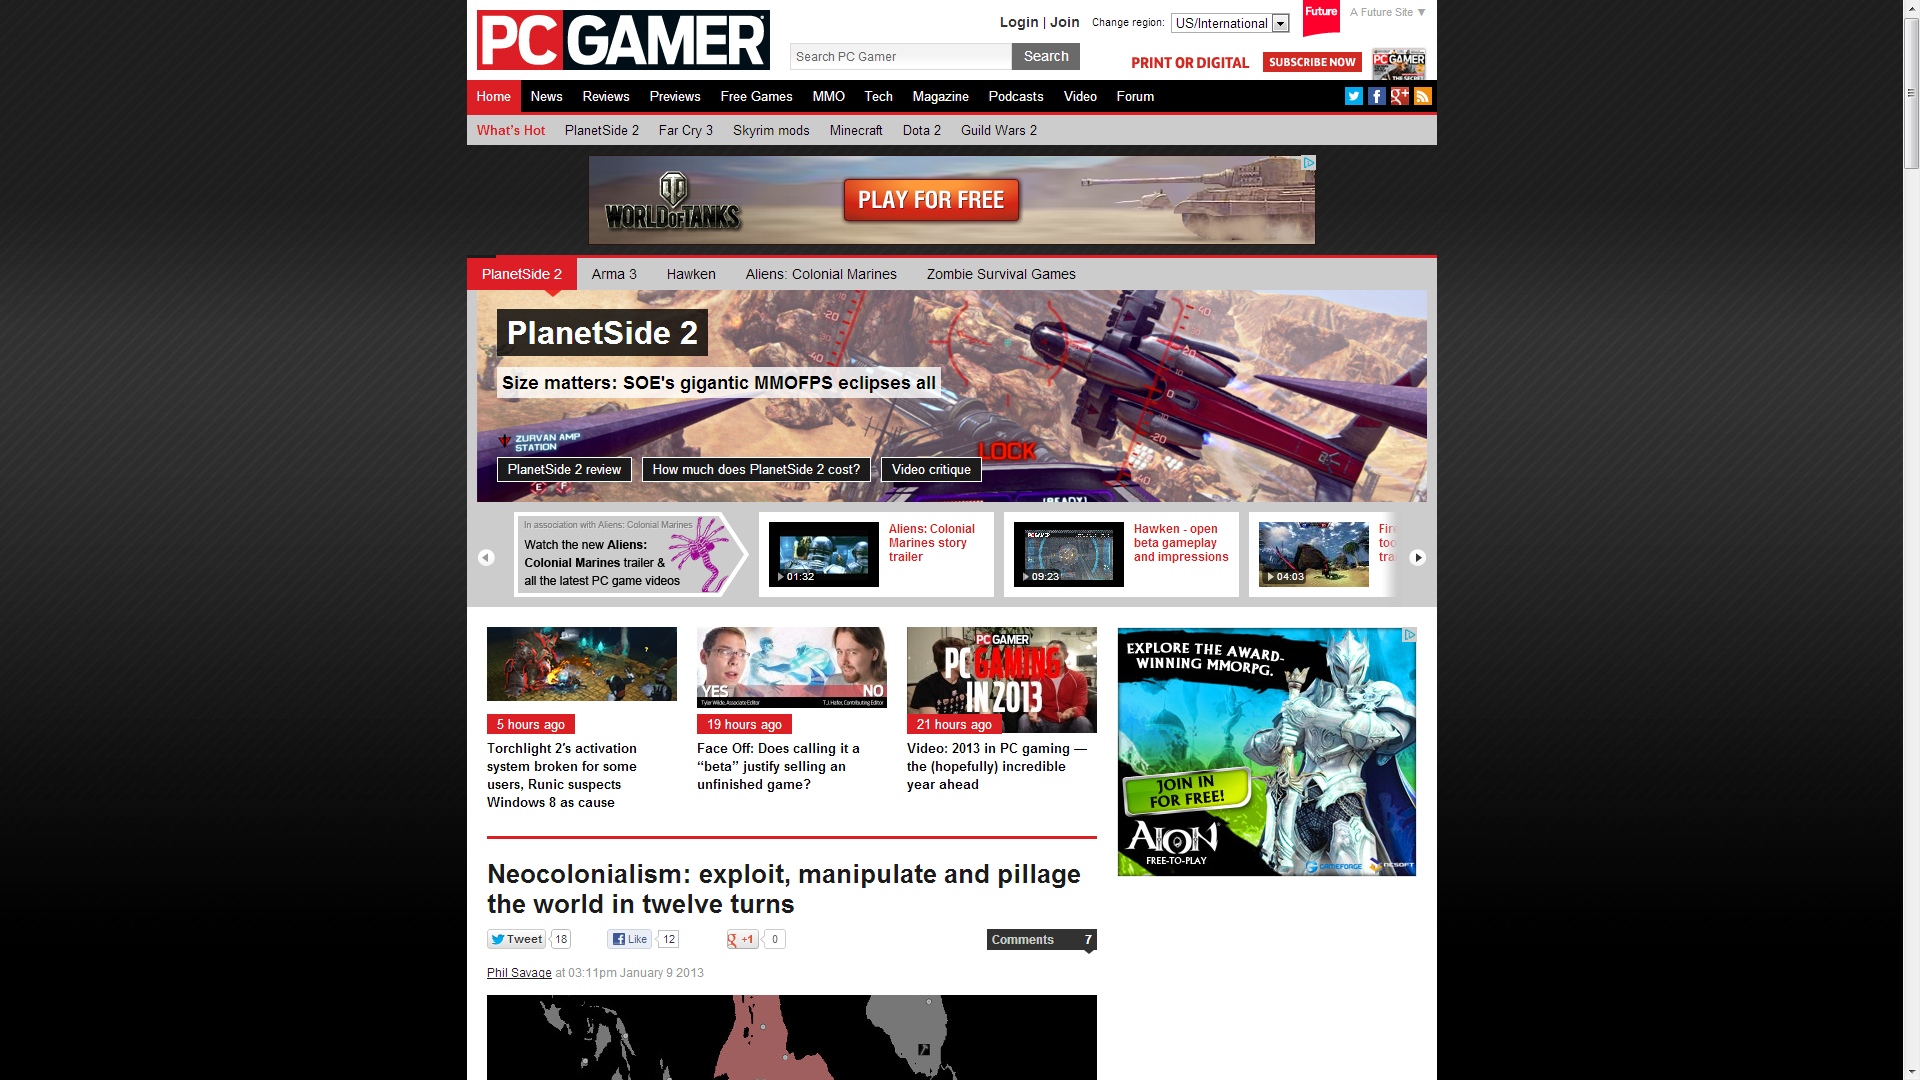 PC GAMER
Login | Join
Change region:
US/International
Future
A Future Site ▼
Search PC Gamer
Search
PRINT OR DIGITAL
SUBSCRIBE NOW
PC GAMER
Home
News
Reviews
Previews
Free Games
MMO
Tech
Magazine
Podcasts
Video
Forum
What's Hot
PlanetSide 2
Far Cry 3
Skyrim mods
Minecraft
Dota 2
Guild Wars 2
WORLD OF TANKS
PLAY FOR FREE
PlanetSide 2
Arma 3
Hawken
Aliens: Colonial Marines
Zombie Survival Games
PlanetSide 2
Size matters: SOE's gigantic MMOFPS eclipses all
ZURVAN AMP
STATION
LOCK
PlanetSide 2 review
How much does PlanetSide 2 cost?
Video critique
In association with Aliens: Colonial Marines
Watch the new Aliens:
Colonial Marines trailer &
all the latest PC game videos
01:32
Aliens: Colonial
Marines story
trailer
09:23
Hawken - open
beta gameplay
and impressions
04:03
YES
Tyler Wilde, Associate Editor
NO
T.J. Hafer, Contributing Editor
PC GAMER
PC GAMING
IN 2013
5 hours ago
Torchlight 2's activation
system broken for some
users, Runic suspects
Windows 8 as cause
19 hours ago
Face Off: Does calling it a
“beta” justify selling an
unfinished game?
21 hours ago
Video: 2013 in PC gaming —
the (hopefully) incredible
year ahead
EXPLORE THE AWARD-
WINNING MMORPG.
JOIN IN
FOR FREE!
AION
FREE-TO-PLAY
GAMEFORGE
NCSOFT
Neocolonialism: exploit, manipulate and pillage
the world in twelve turns
Tweet
18
Like
12
+1
0
Comments 7
Phil Savage at 03:11pm January 9 2013